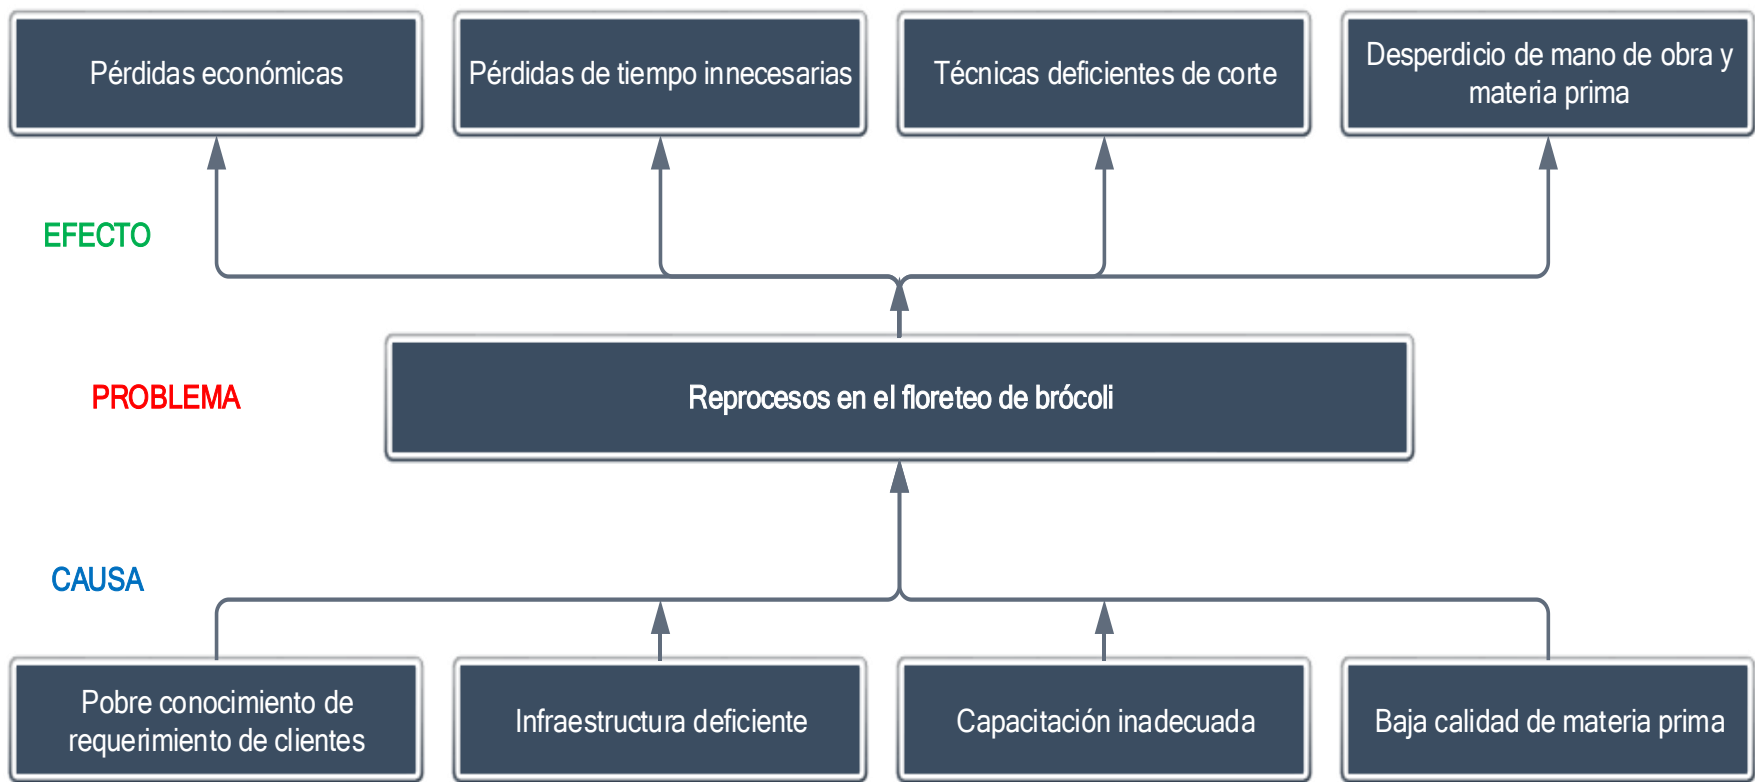 Pérdidas económicas
Pérdidas de tiempo innecesarias
Técnicas deficientes de corte
Desperdicio de mano de obra y
materia prima
EFECTO
PROBLEMA
Reprocesos en el floreteo de brócoli
CAUSA
Pobre conocimiento de
requerimiento de clientes
Infraestructura deficiente
Capacitación inadecuada
Baja calidad de materia prima